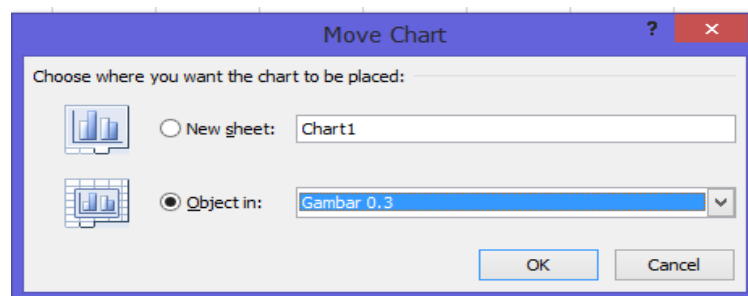 Move Chart ? ×
Choose where you want the chart to be placed:
New sheet: Chart1
Object in: Gambar 0.3
OK Cancel